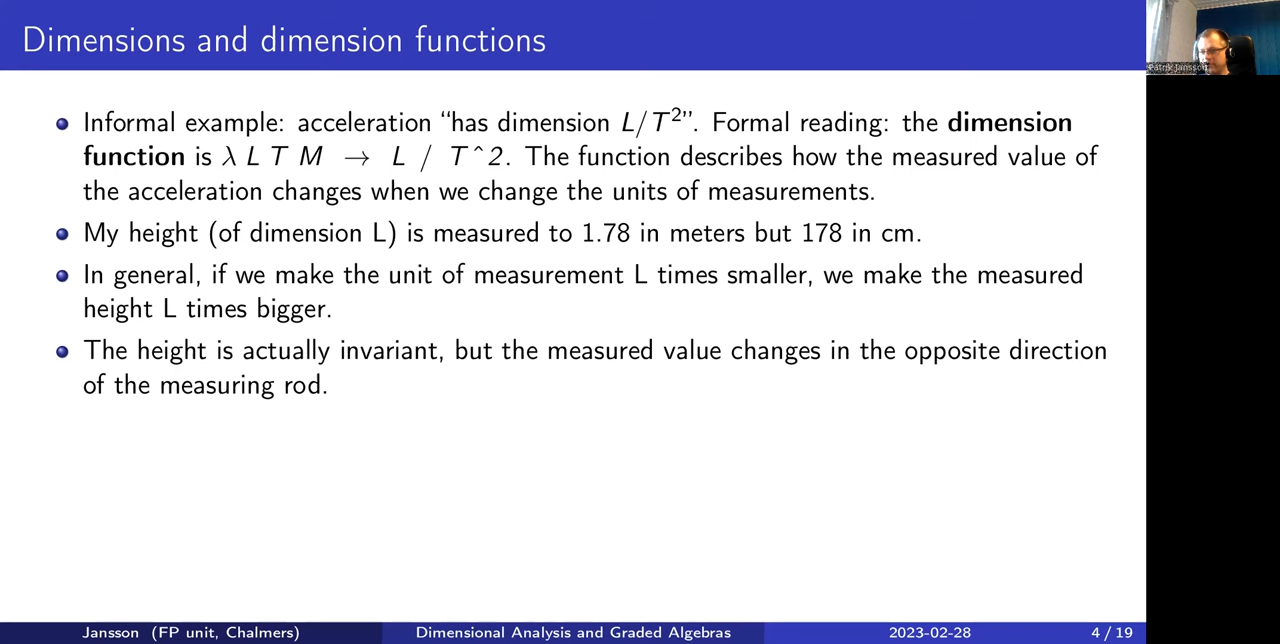 Dimensions and dimension functions
Patrik Jansson
Informal example: acceleration “has dimension L/T²”. Formal reading: the dimension
function is λ L T M → L / T^2. The function describes how the measured value of
the acceleration changes when we change the units of measurements.
My height (of dimension L) is measured to 1.78 in meters but 178 in cm.
In general, if we make the unit of measurement L times smaller, we make the measured
height L times bigger.
The height is actually invariant, but the measured value changes in the opposite direction
of the measuring rod.
Jansson (FP unit, Chalmers) Dimensional Analysis and Graded Algebras 2023-02-28 4 / 19